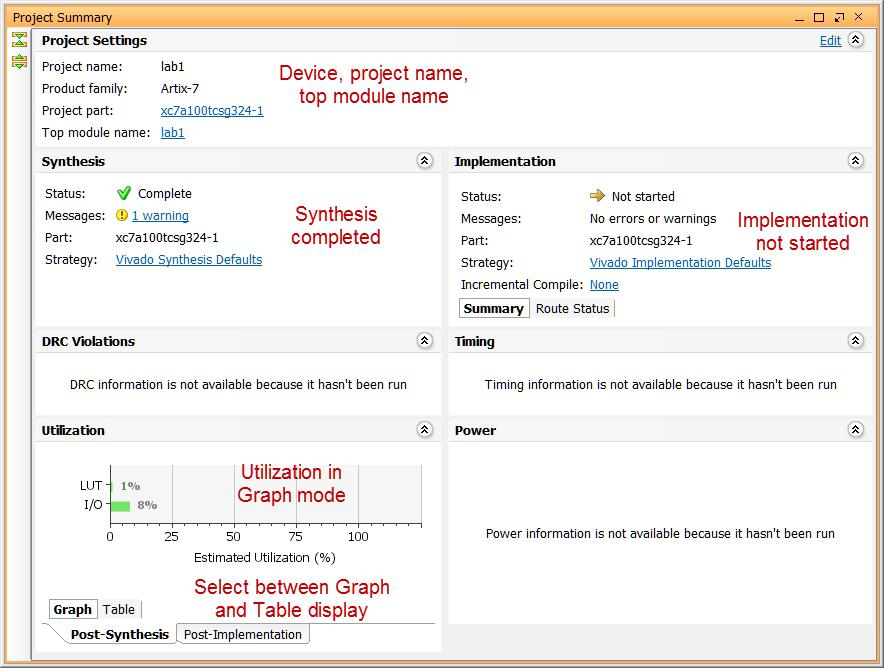 Project Summary
Project Settings
Edit
Project name: lab1
Product family: Artix-7
Project part: xc7a100tcsg324-1
Top module name: lab1
Device, project name,
top module name
Synthesis
Status: Complete
Messages: 1 warning
Part: xc7a100tcsg324-1
Strategy: Vivado Synthesis Defaults
Synthesis
completed
Implementation
Status: Not started
Messages: No errors or warnings
Part: xc7a100tcsg324-1
Strategy: Vivado Implementation Defaults
Incremental Compile: None
Summary Route Status
Implementation
not started
DRC Violations
DRC information is not available because it hasn't been run
Timing
Timing information is not available because it hasn't been run
Utilization
LUT 1%
I/O 8%
0 25 50 75 100
Estimated Utilization (%)
Utilization in
Graph mode
Select between Graph
and Table display
Graph Table
Post-Synthesis Post-Implementation
Power
Power information is not available because it hasn't been run